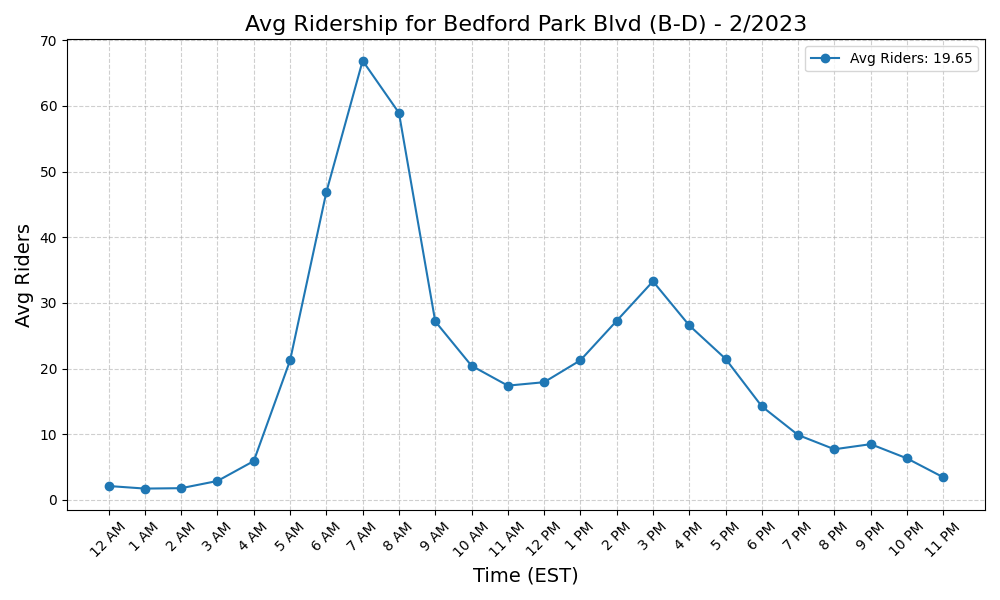 Avg Ridership for Bedford Park Blvd (B-D) - 2/2023
Avg Riders: 19.65
Avg Riders
70
60
50
40
30
20
10
0
12 AM
1 AM
2 AM
3 AM
4 AM
5 AM
6 AM
7 AM
8 AM
9 AM
10 AM
11 AM
12 PM
1 PM
2 PM
3 PM
4 PM
5 PM
6 PM
7 PM
8 PM
9 PM
10 PM
11 PM
Time (EST)